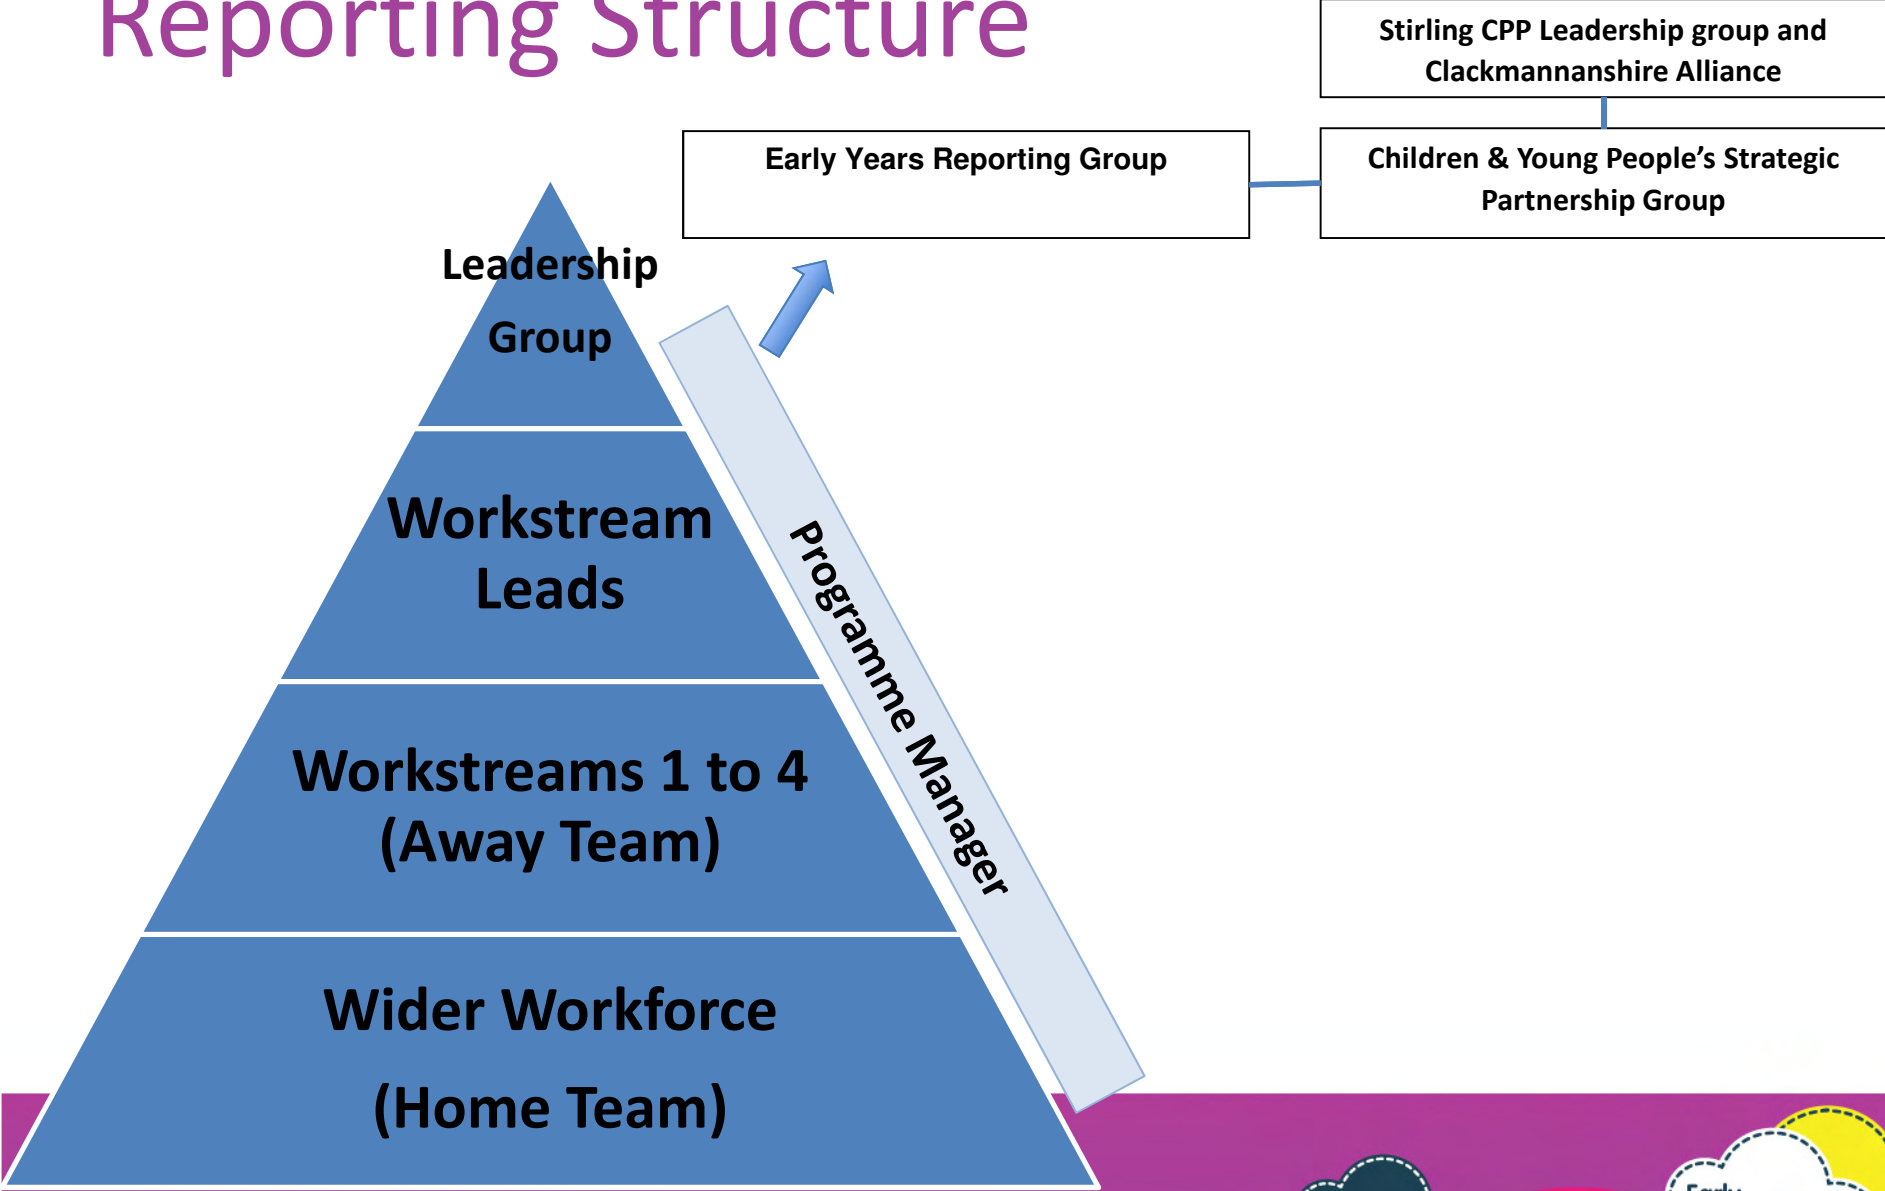 Reporting Structure
Stirling CPP Leadership group and
Clackmannanshire Alliance
Early Years Reporting Group
Children & Young People’s Strategic
Partnership Group
Leadership
Group
Workstream
Leads
Programme Manager
Workstreams 1 to 4
(Away Team)
Wider Workforce
(Home Team)
Early